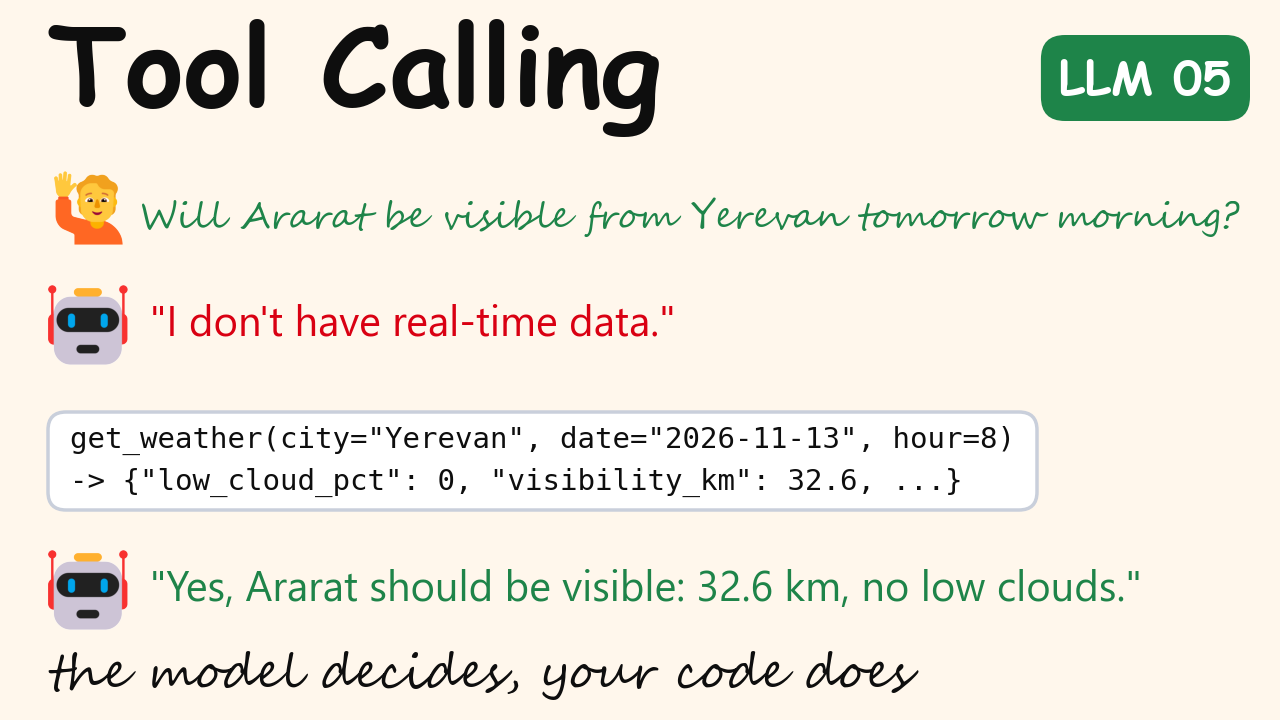 Tool Calling
LLM 05
Will Ararat be visible from Yerevan tomorrow morning?
"I don't have real-time data."
get_weather(city="Yerevan", date="2026-11-13", hour=8)
-> {"low_cloud_pct": 0, "visibility_km": 32.6, ...}
"Yes, Ararat should be visible: 32.6 km, no low clouds."
the model decides, your code does